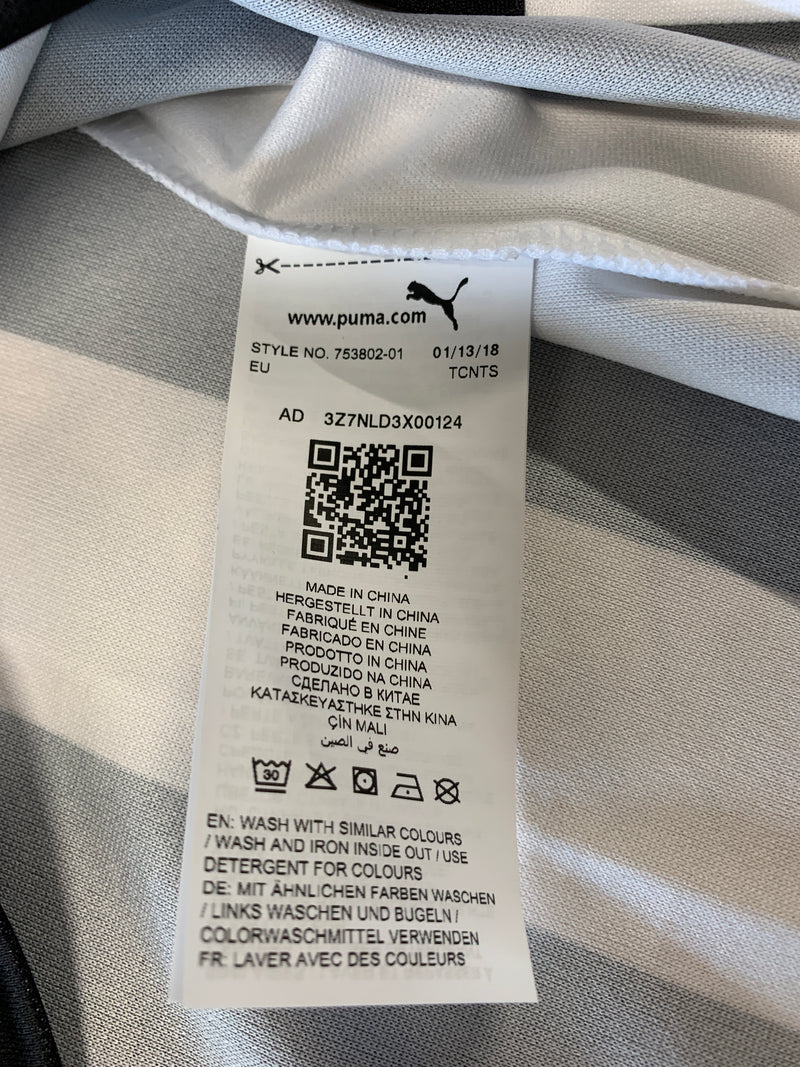 www.puma.com
STYLE NO. 753802-01 01/13/18
EU TCNTS
AD 3Z7NLD3X00124
MADE IN CHINA
HERGESTELLT IN CHINA
FABRIQUÉ EN CHINE
FABRICADO EN CHINA
PRODOTTO IN CHINA
PRODUZIDO NA CHINA
СДЕЛАНО В КИТАЕ
ΚΑΤΑΣΚΕΥΑΣΤΗΚΕ ΣΤΗΝ ΚΙΝΑ
ÇİN MALI
صنع في الصين
30
EN: WASH WITH SIMILAR COLOURS
/ WASH AND IRON INSIDE OUT / USE
DETERGENT FOR COLOURS
DE: MIT ÄHNLICHEN FARBEN WASCHEN
/ LINKS WASCHEN UND BUGELN /
COLORWASCHMITTEL VERWENDEN
FR: LAVER AVEC DES COULEURS